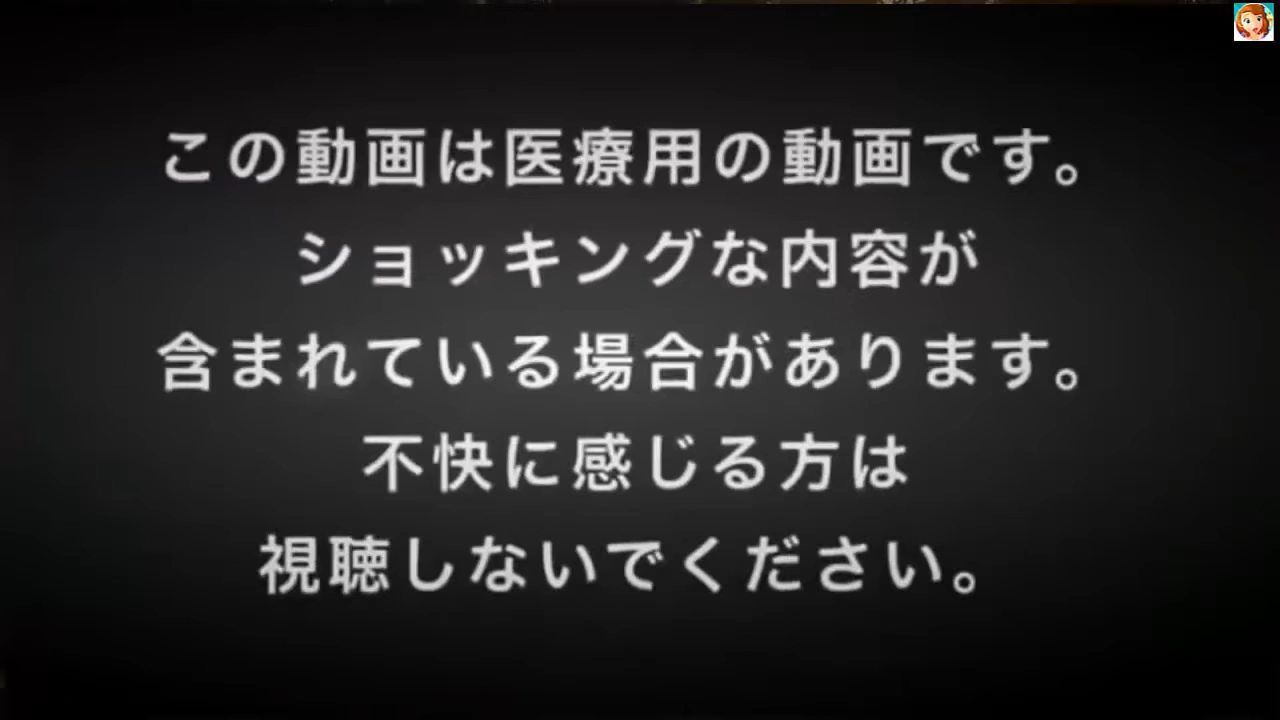 この動画は医療用の動画です。
ショッキングな内容が
含まれている場合があります。
不快に感じる方は
視聴しないでください。